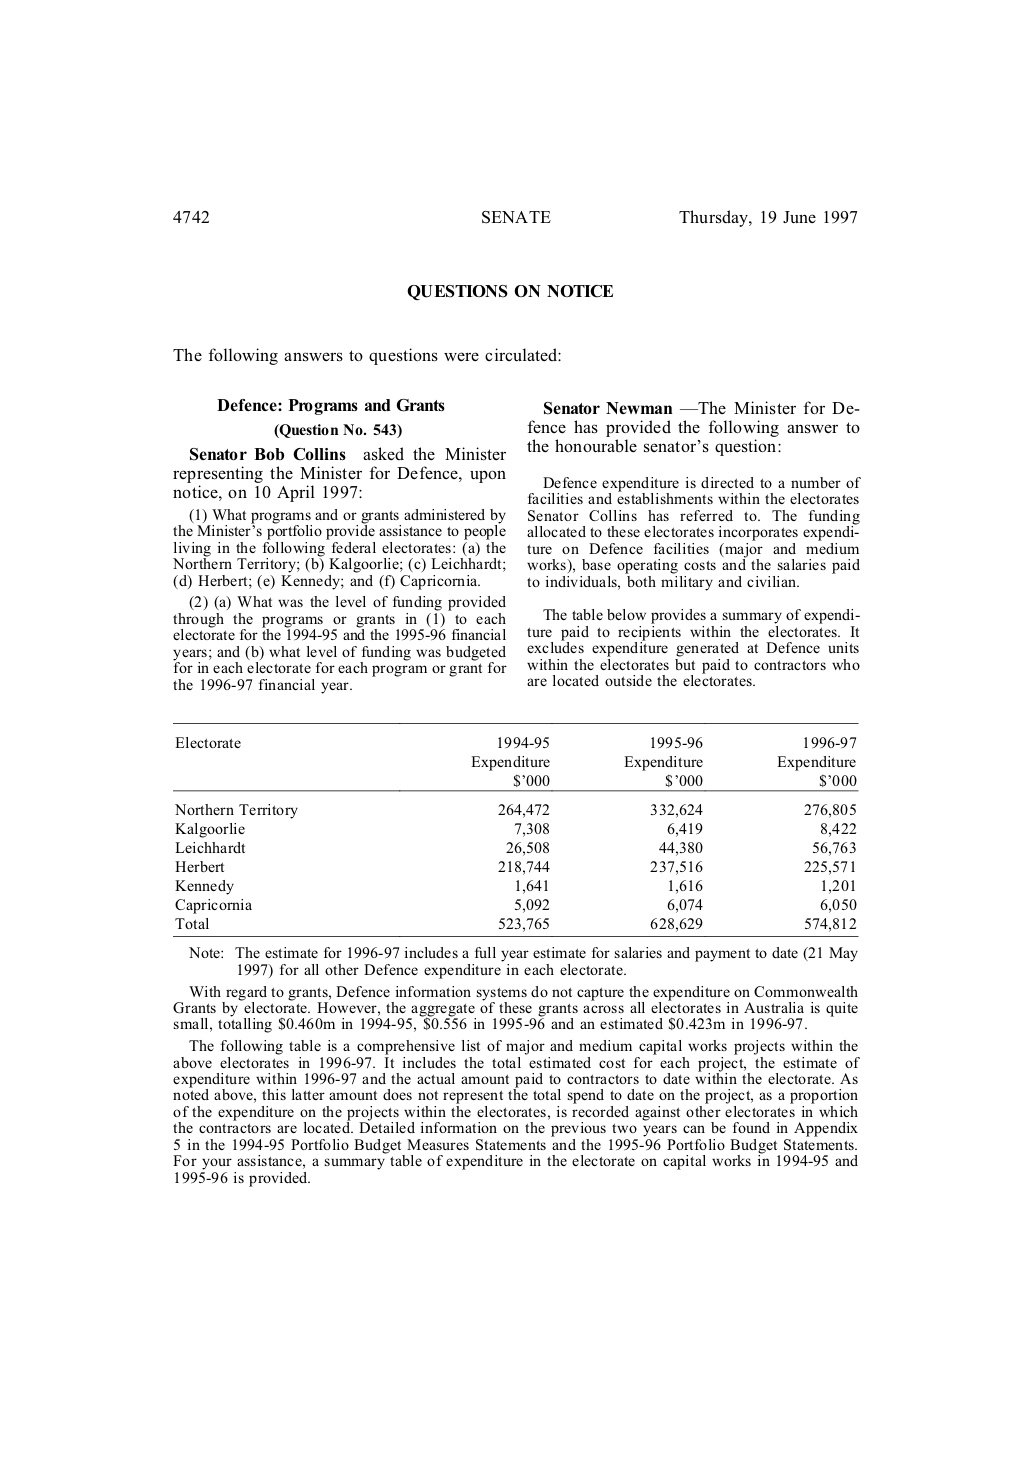 4742 SENATE Thursday, 19 June 1997
QUESTIONS ON NOTICE
The following answers to questions were circulated:
Defence: Programs and Grants
(Question No. 543)
Senator Bob Collins asked the Minister
representing the Minister for Defence, upon
notice, on 10 April 1997:
(1) What programs and or grants administered by
the Minister's portfolio provide assistance to people
living in the following federal electorates: (a) the
Northern Territory; (b) Kalgoorlie; (c) Leichhardt;
(d) Herbert; (e) Kennedy; and (f) Capricornia.
(2) (a) What was the level of funding provided
through the programs or grants in (1) to each
electorate for the 1994-95 and the 1995-96 financial
years; and (b) what level of funding was budgeted
for in each electorate for each program or grant for
the 1996-97 financial year.
Senator Newman —The Minister for De-
fence has provided the following answer to
the honourable senator's question:
Defence expenditure is directed to a number of
facilities and establishments within the electorates
Senator Collins has referred to. The funding
allocated to these electorates incorporates expendi-
ture on Defence facilities (major and medium
works), base operating costs and the salaries paid
to individuals, both military and civilian.
The table below provides a summary of expendi-
ture paid to recipients within the electorates. It
excludes expenditure generated at Defence units
within the electorates but paid to contractors who
are located outside the electorates.
Electorate 1994-95 1995-96 1996-97
Expenditure Expenditure Expenditure
$'000 $'000 $'000
Northern Territory 264,472 332,624 276,805
Kalgoorlie 7,308 6,419 8,422
Leichhardt 26,508 44,380 56,763
Herbert 218,744 237,516 225,571
Kennedy 1,641 1,616 1,201
Capricornia 5,092 6,074 6,050
Total 523,765 628,629 574,812
Note: The estimate for 1996-97 includes a full year estimate for salaries and payment to date (21 May
1997) for all other Defence expenditure in each electorate.
With regard to grants, Defence information systems do not capture the expenditure on Commonwealth
Grants by electorate. However, the aggregate of these grants across all electorates in Australia is quite
small, totalling $0.460m in 1994-95, $0.556 in 1995-96 and an estimated $0.423m in 1996-97.
The following table is a comprehensive list of major and medium capital works projects within the
above electorates in 1996-97. It includes the total estimated cost for each project, the estimate of
expenditure within 1996-97 and the actual amount paid to contractors to date within the electorate. As
noted above, this latter amount does not represent the total spend to date on the project, as a proportion
of the expenditure on the projects within the electorates, is recorded against other electorates in which
the contractors are located. Detailed information on the previous two years can be found in Appendix
5 in the 1994-95 Portfolio Budget Measures Statements and the 1995-96 Portfolio Budget Statements.
For your assistance, a summary table of expenditure in the electorate on capital works in 1994-95 and
1995-96 is provided.